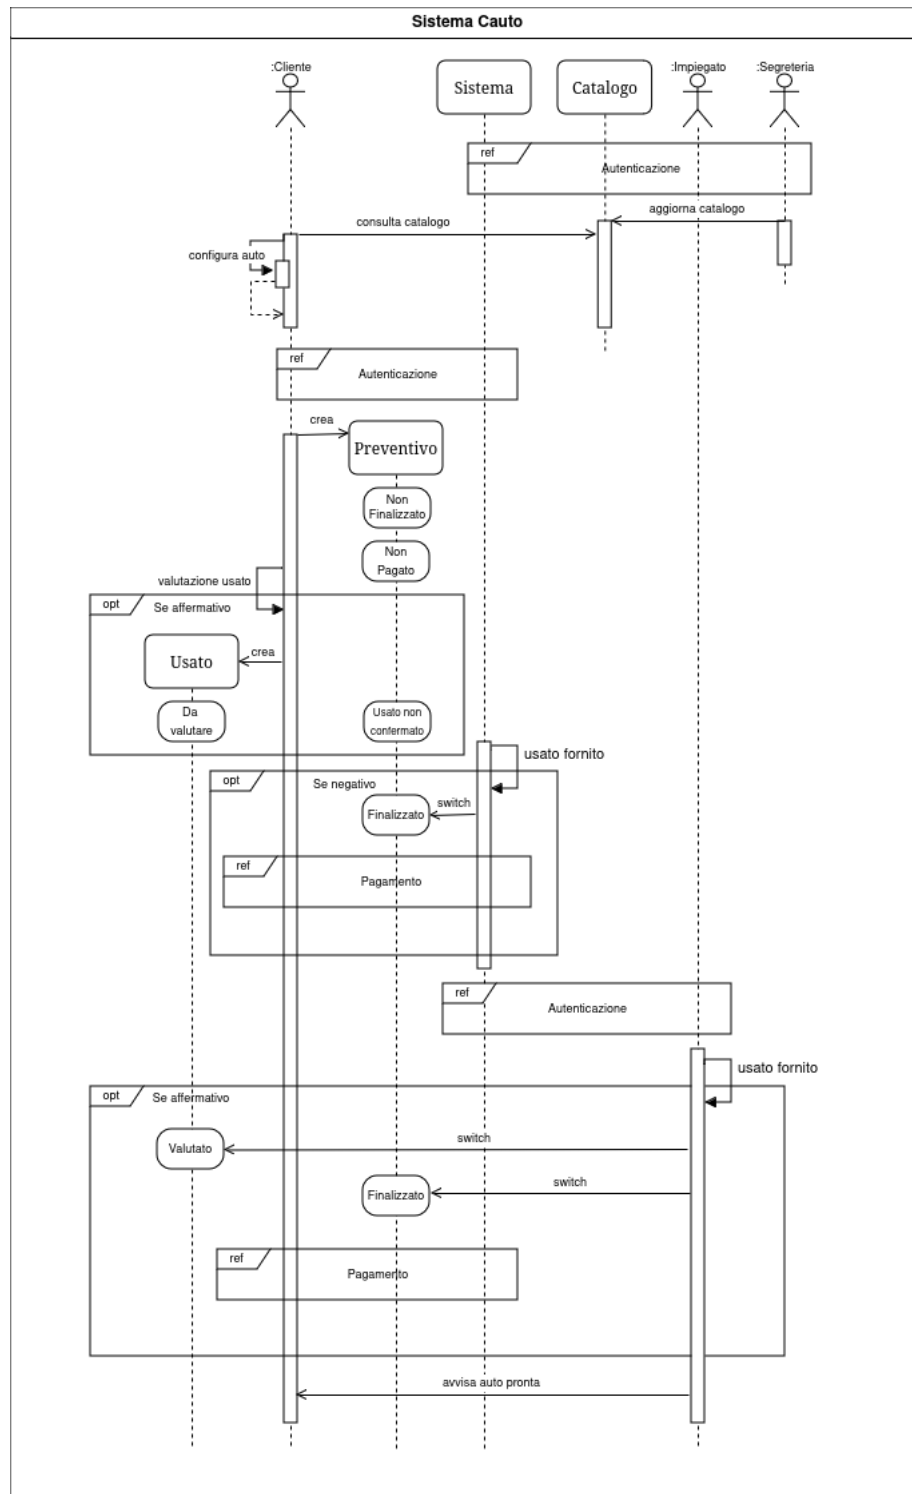 Sistema Cauto
:Cliente
Sistema
Catalogo
:Impiegato
:Segreteria
ref
Autenticazione
aggiorna catalogo
consulta catalogo
configura auto
ref
Autenticazione
crea
Preventivo
Non
Finalizzato
Non
Pagato
valutazione usato
opt
Se affermativo
crea
Usato
Da
valutare
Usato non
confermato
usato fornito
opt
Se negativo
switch
Finalizzato
ref
Pagamento
ref
Autenticazione
usato fornito
opt
Se affermativo
switch
Valutato
switch
Finalizzato
ref
Pagamento
avvisa auto pronta